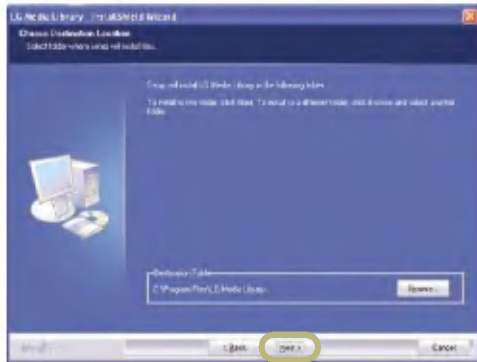 LG Media Library - InstallShield Wizard
Choose Destination Location
Select folder where setup will install files.
Setup will install LG Media Library in the following folder.
To install to this folder, click Next. To install to a different folder, click Browse and select another
folder.
Destination Folder
C:\Program Files\LG Media Library
Browse...
< Back
Next >
Cancel